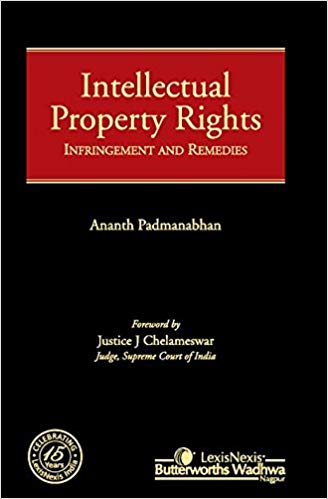 Intellectual
Property Rights
INFRINGEMENT AND REMEDIES
Ananth Padmanabhan
Foreword by
Justice J Chelameswar
Judge, Supreme Court of India
CELEBRATING
15
Years
LexisNexis India
LexisNexis®
Butterworths Wadhwa
Nagpur